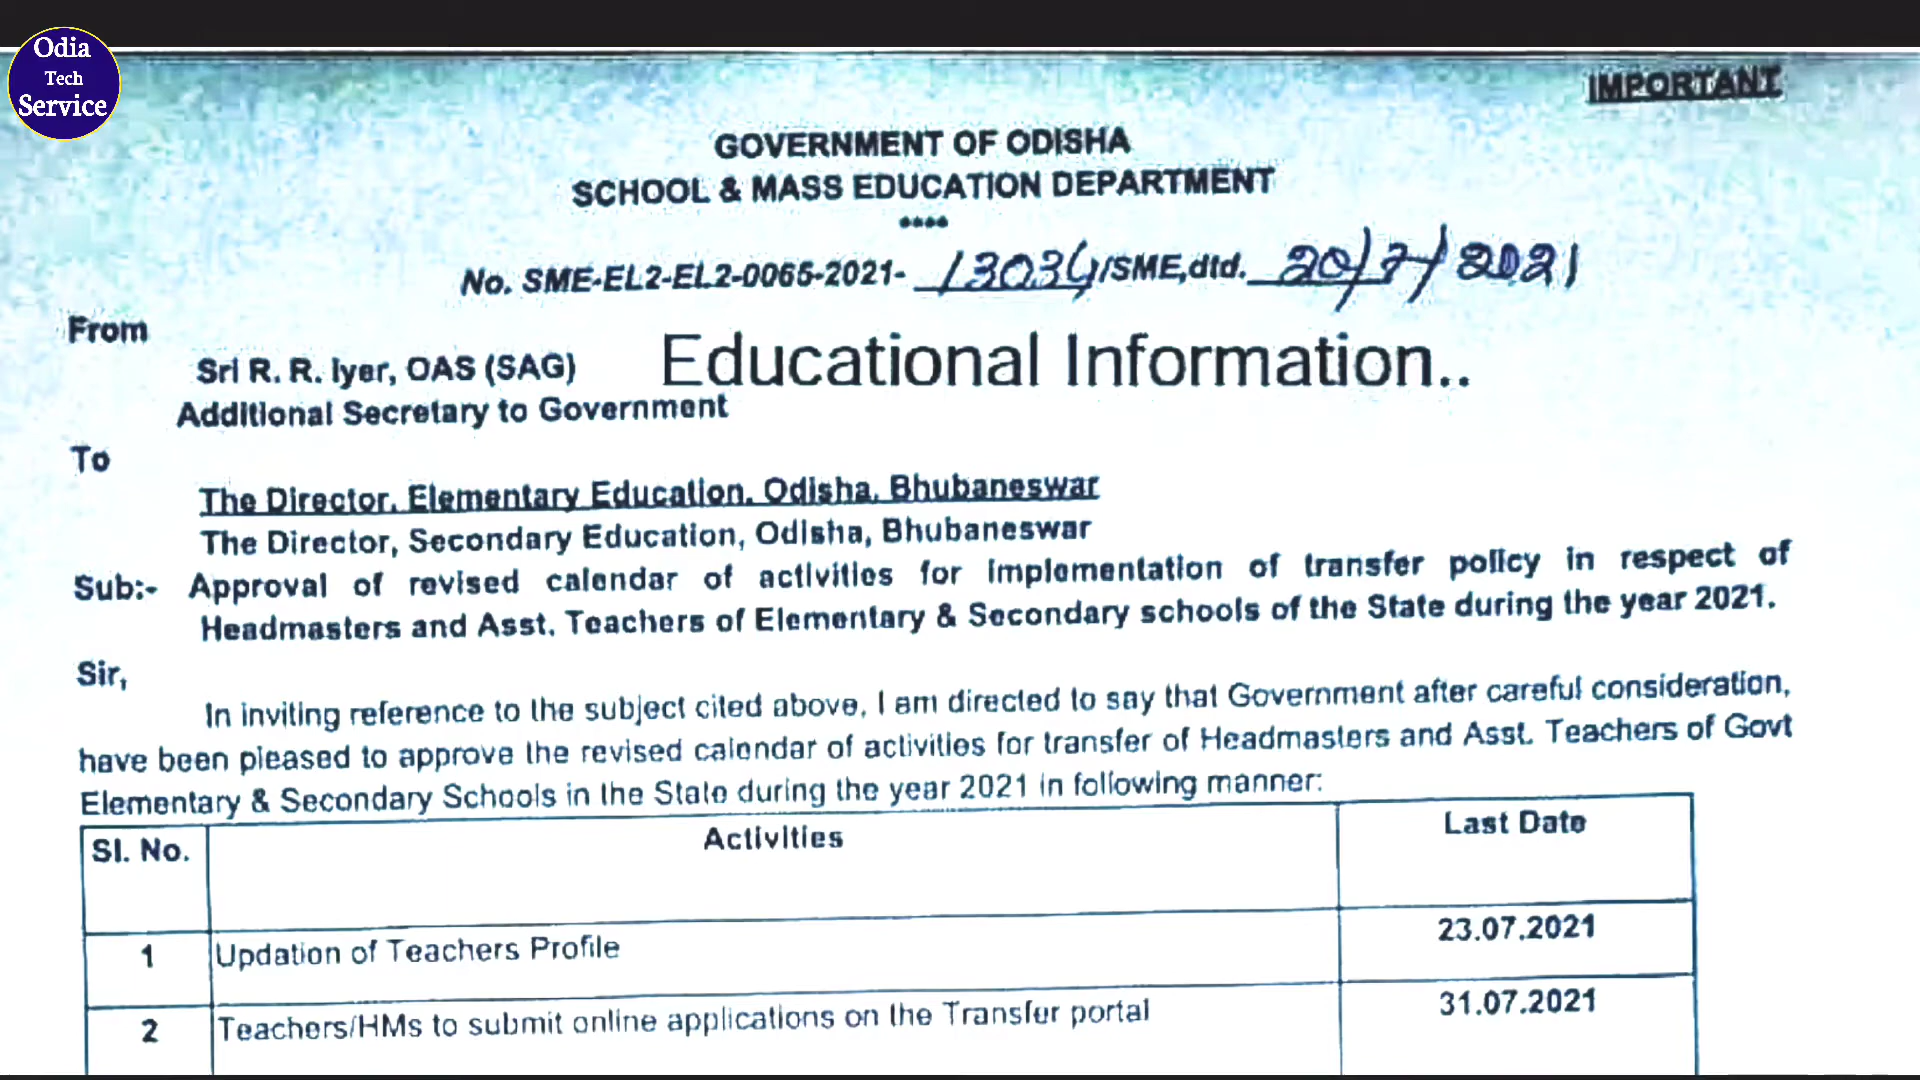 Odia
Tech
Service
IMPORTANT
GOVERNMENT OF ODISHA
SCHOOL & MASS EDUCATION DEPARTMENT
****
No. SME-EL2-EL2-0065-2021- 13034/SME,dtd. 20/7/2021
From
Sri R. R. Iyer, OAS (SAG)
Educational Information..
Additional Secretary to Government
To
The Director, Elementary Education, Odisha, Bhubaneswar
The Director, Secondary Education, Odisha, Bhubaneswar
Sub:- Approval of revised calendar of activities for implementation of transfer policy in respect of
Headmasters and Asst. Teachers of Elementary & Secondary schools of the State during the year 2021.
Sir,
In inviting reference to the subject cited above, I am directed to say that Government after careful consideration,
have been pleased to approve the revised calendar of activities for transfer of Headmasters and Asst. Teachers of Govt
Elementary & Secondary Schools in the State during the year 2021 in following manner:
Sl. No. Activities Last Date
1 Updation of Teachers Profile 23.07.2021
2 Teachers/HMs to submit online applications on the Transfer portal 31.07.2021